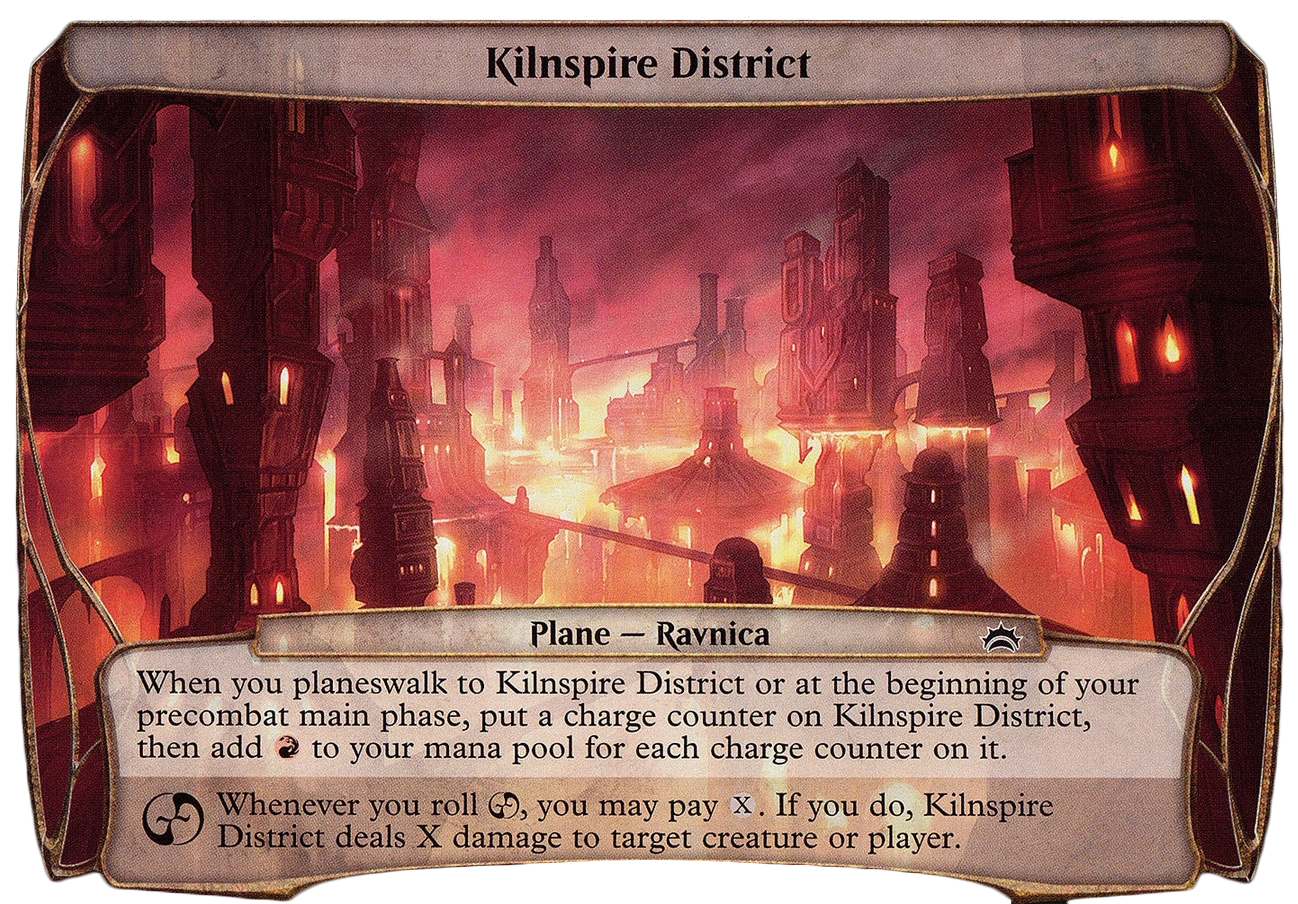 Kilnspire District
Plane — Ravnica
When you planeswalk to Kilnspire District or at the beginning of your
precombat main phase, put a charge counter on Kilnspire District,
then add to your mana pool for each charge counter on it.
Whenever you roll , you may pay X. If you do, Kilnspire
District deals X damage to target creature or player.